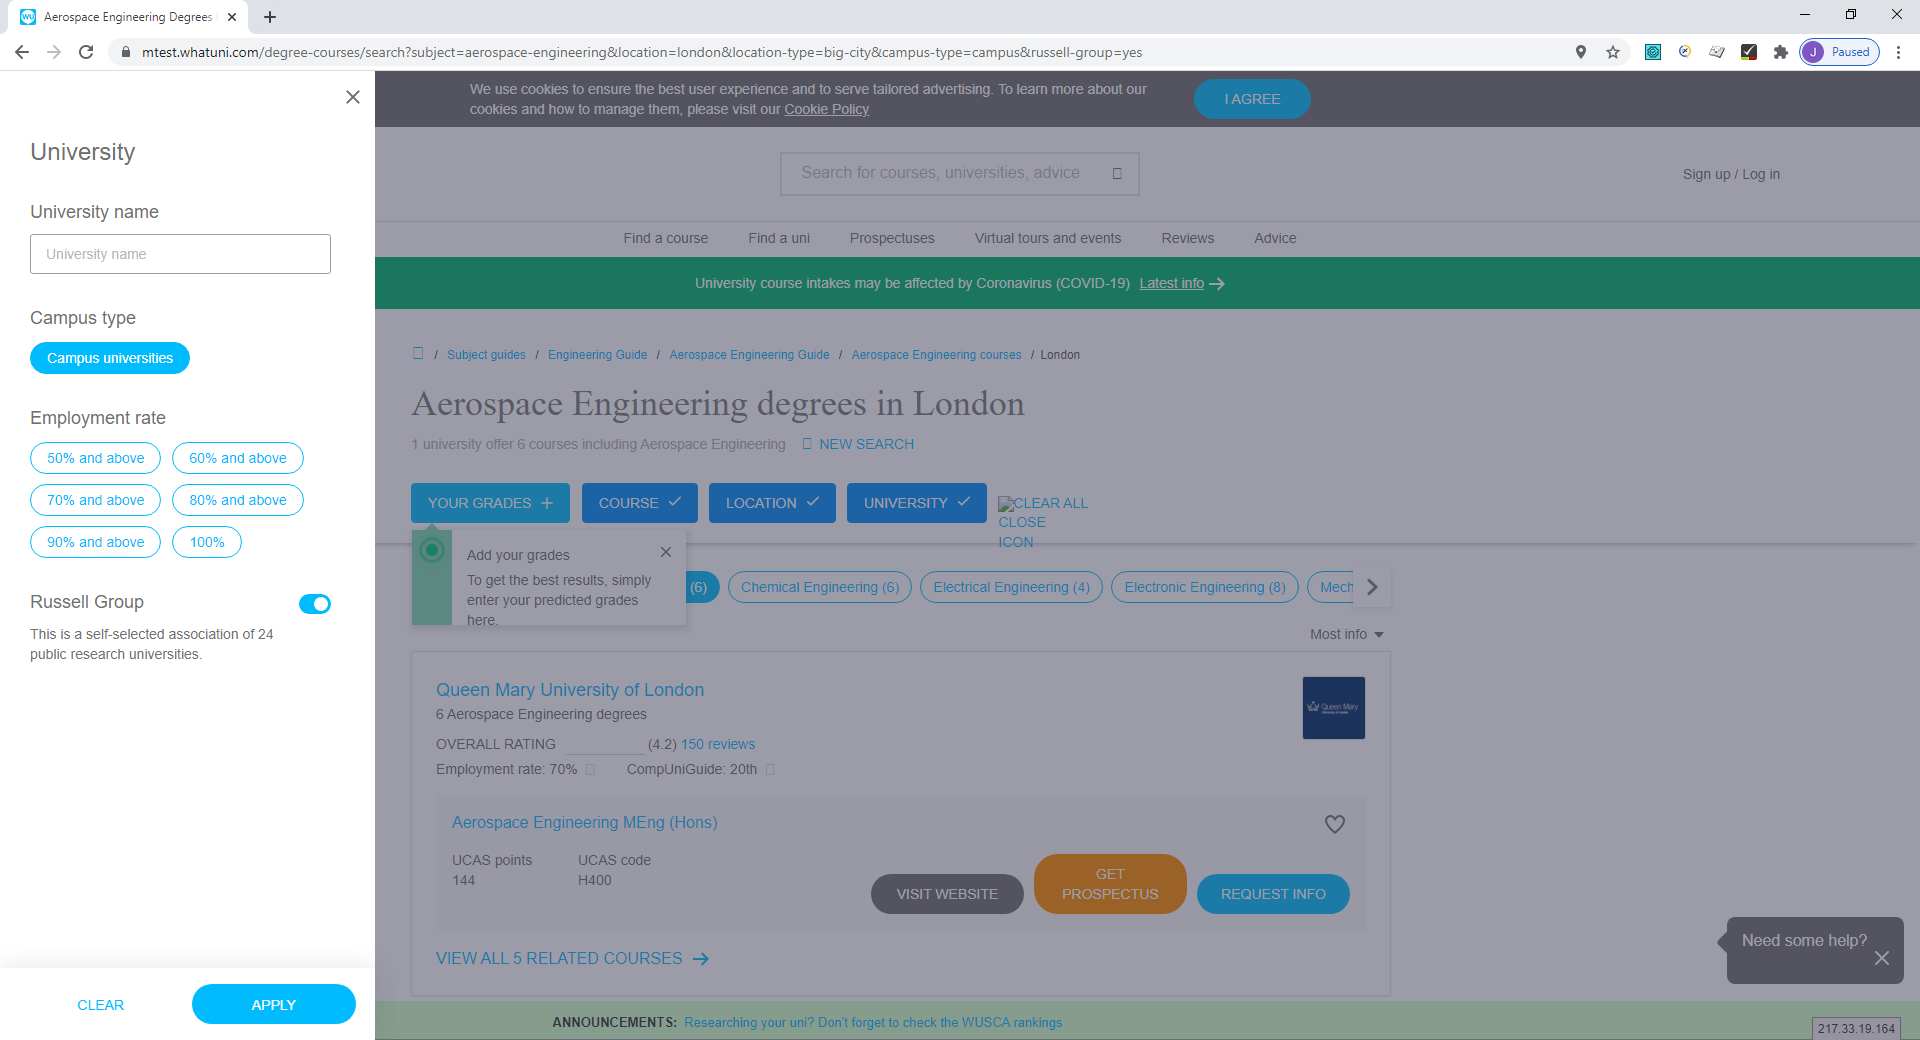 Aerospace Engineering Degrees
mtest.whatuni.com/degree-courses/search?subject=aerospace-engineering&location=london&location-type=big-city&campus-type=campus&russell-group=yes
J Paused
University
University name
University name
Campus type
Campus universities
Employment rate
50% and above 60% and above
70% and above 80% and above
90% and above 100%
Russell Group
This is a self-selected association of 24
public research universities.
CLEAR APPLY
We use cookies to ensure the best user experience and to serve tailored advertising. To learn more about our
cookies and how to manage them, please visit our Cookie Policy
I AGREE
Search for courses, universities, advice
Sign up / Log in
Find a course Find a uni Prospectuses Virtual tours and events Reviews Advice
University course intakes may be affected by Coronavirus (COVID-19) Latest info
/ Subject guides / Engineering Guide / Aerospace Engineering Guide / Aerospace Engineering courses / London
Aerospace Engineering degrees in London
1 university offer 6 courses including Aerospace Engineering NEW SEARCH
YOUR GRADES COURSE LOCATION UNIVERSITY CLEAR ALL
CLOSE
ICON
Add your grades
To get the best results, simply
enter your predicted grades
here.
(6) Chemical Engineering (6) Electrical Engineering (4) Electronic Engineering (8) Mech
Most info
Queen Mary University of London
6 Aerospace Engineering degrees
OVERALL RATING (4.2) 150 reviews
Employment rate: 70% CompUniGuide: 20th
Queen Mary
University of London
Aerospace Engineering MEng (Hons)
UCAS points UCAS code
144 H400
VISIT WEBSITE
GET
PROSPECTUS
REQUEST INFO
VIEW ALL 5 RELATED COURSES
Need some help?
ANNOUNCEMENTS: Researching your uni? Don't forget to check the WUSCA rankings
217.33.19.164